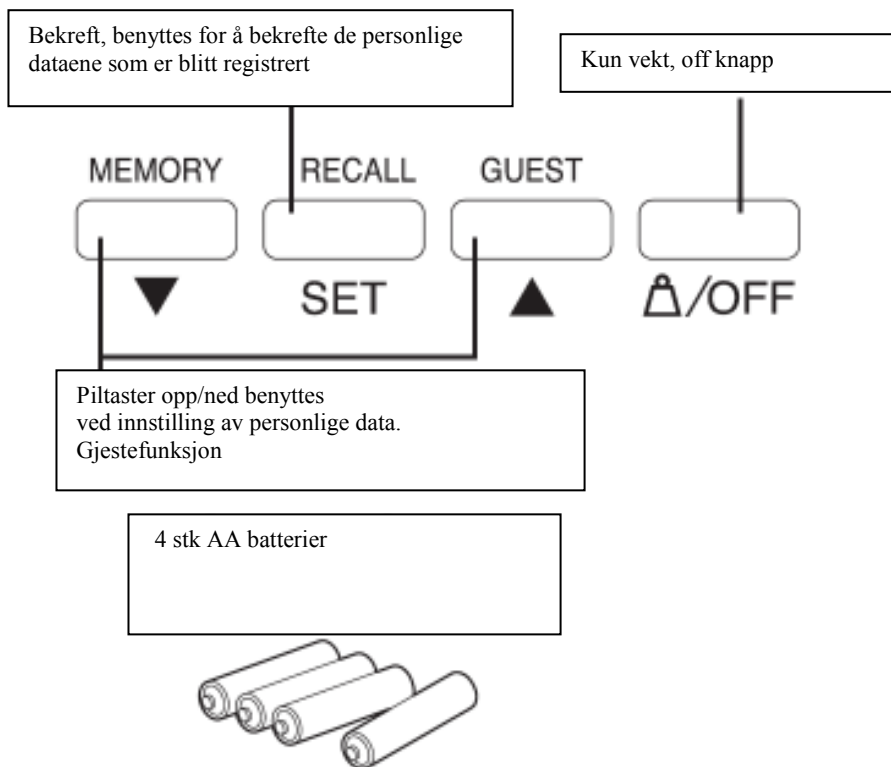 Bekreft, benyttes for å bekrefte de personlige
dataene som er blitt registrert
Kun vekt, off knapp
MEMORY RECALL GUEST
▼ SET ▲ /OFF
Piltaster opp/ned benyttes
ved innstilling av personlige data.
Gjestefunksjon
4 stk AA batterier